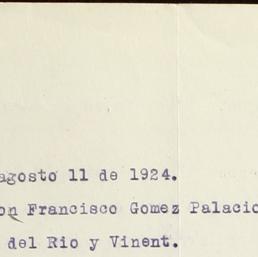 agosto 11 de 1924.
on Francisco Gomez Palacio
del Rio y Vinent.